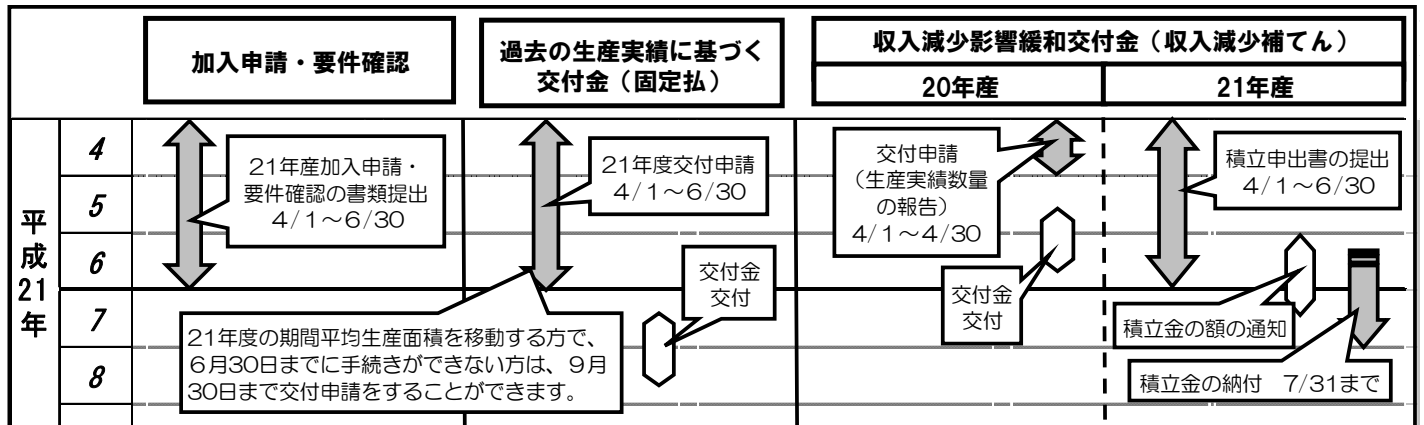 加入申請・要件確認
過去の生産実績に基づく
交付金（固定払）
収入減少影響緩和交付金（収入減少補てん）
20年産
21年産
平成21年
4
5
6
7
8
21年産加入申請・
要件確認の書類提出
4/1～6/30
21年度交付申請
4/1～6/30
交付申請
（生産実績数量
の報告）
4/1～4/30
積立申出書の提出
4/1～6/30
交付金
交付
交付金
交付
積立金の額の通知
21年度の期間平均生産面積を移動する方で、
6月30日までに手続きができない方は、9月
30日まで交付申請をすることができます。
積立金の納付　7/31まで